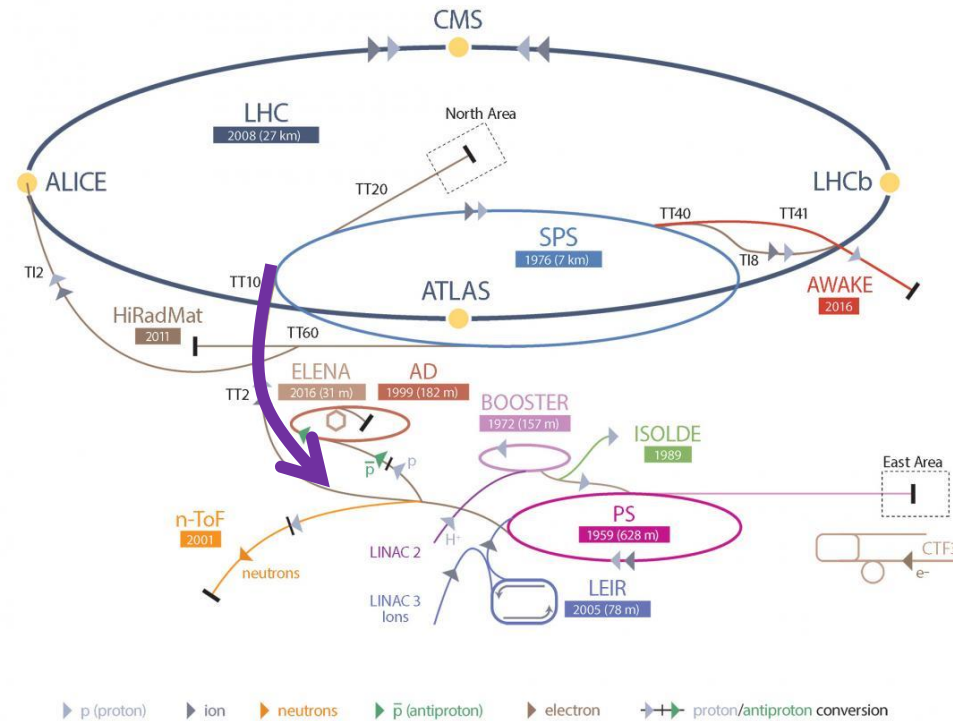 CMS
LHC
2008 (27 km)
North Area
ALICE
LHCb
TT20
TT40
TT41
SPS
1976 (7 km)
TI2
TT10
TI8
ATLAS
AWAKE
2016
HiRadMat
2011
TT60
ELENA
2016 (31 m)
AD
1999 (182 m)
TT2
BOOSTER
1972 (157 m)
ISOLDE
1989
East Area
p
p̅
n-ToF
2001
PS
1959 (628 m)
H⁺
LINAC 2
neutrons
CTF3
e-
LEIR
2005 (78 m)
LINAC 3
Ions
p (proton)
ion
neutrons
p̅ (antiproton)
electron
proton/antiproton conversion